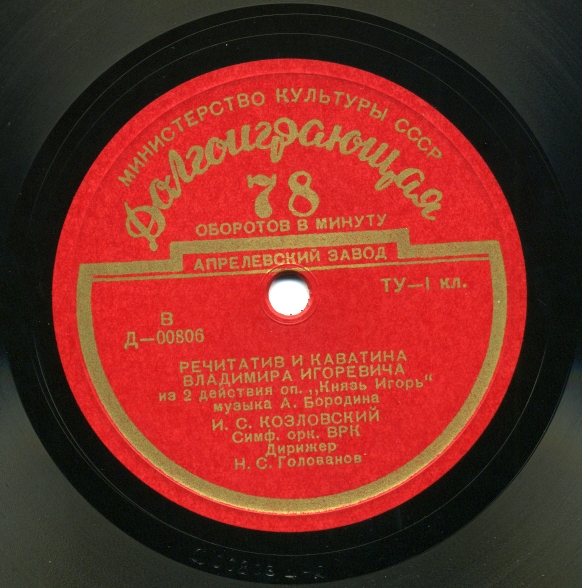 МИНИСТЕРСТВО КУЛЬТУРЫ СССР
Долгоиграющая
78
ОБОРОТОВ В МИНУТУ
АПРЕЛЕВСКИЙ ЗАВОД
ТУ—1 кл.
В
Д—00806
РЕЧИТАТИВ И КАВАТИНА
ВЛАДИМИРА ИГОРЕВИЧА
из 2 действия оп. „Князь Игорь"
музыка А. Бородина
И. С. КОЗЛОВСКИЙ
Симф. орк. ВРК
Дирижер
Н. С. Голованов